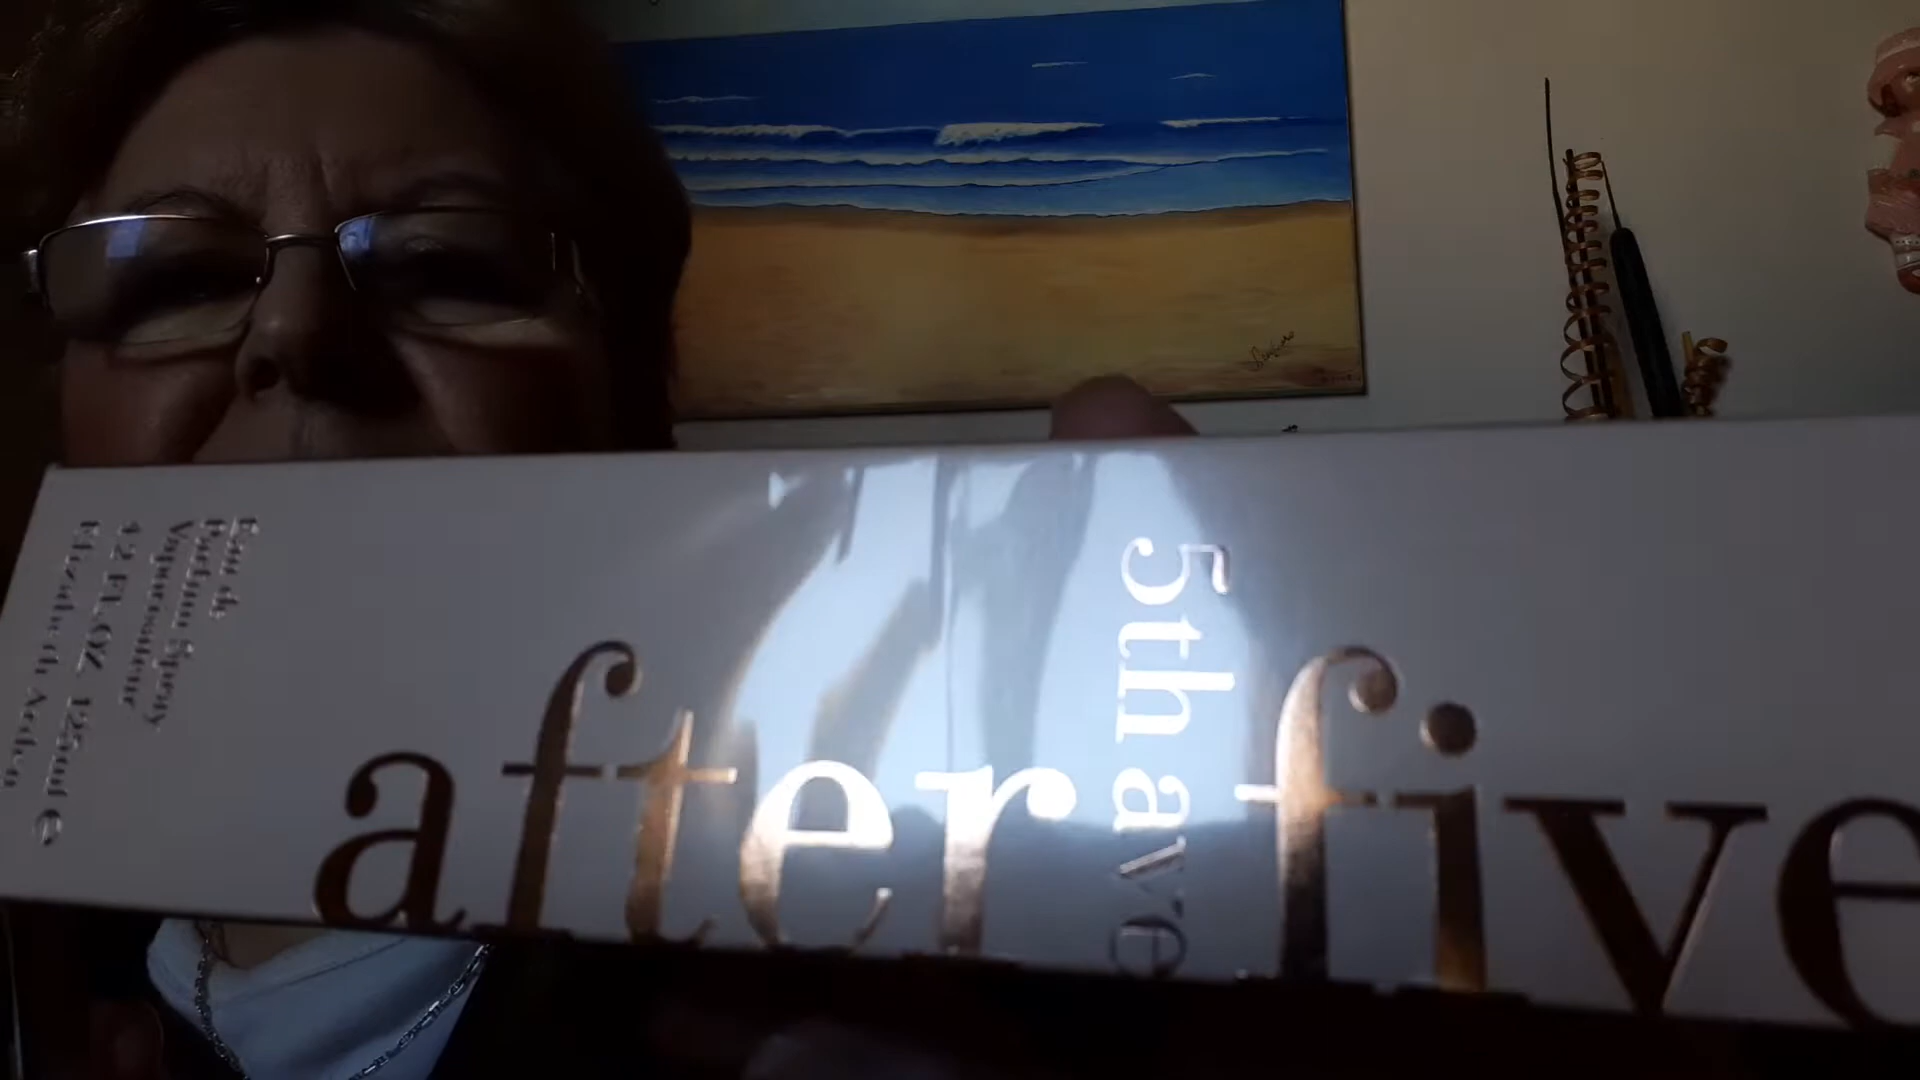 Eau de
Parfum Spray
Vaporisateur
4.2 FL.OZ. 125ml e
Elizabeth Arden
after five
5th ave